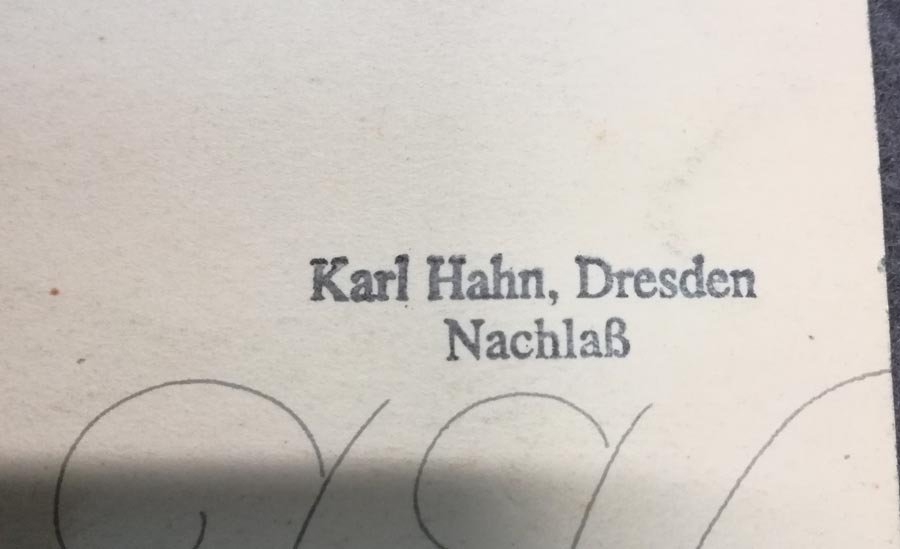 Karl Hahn, Dresden
Nachlaß